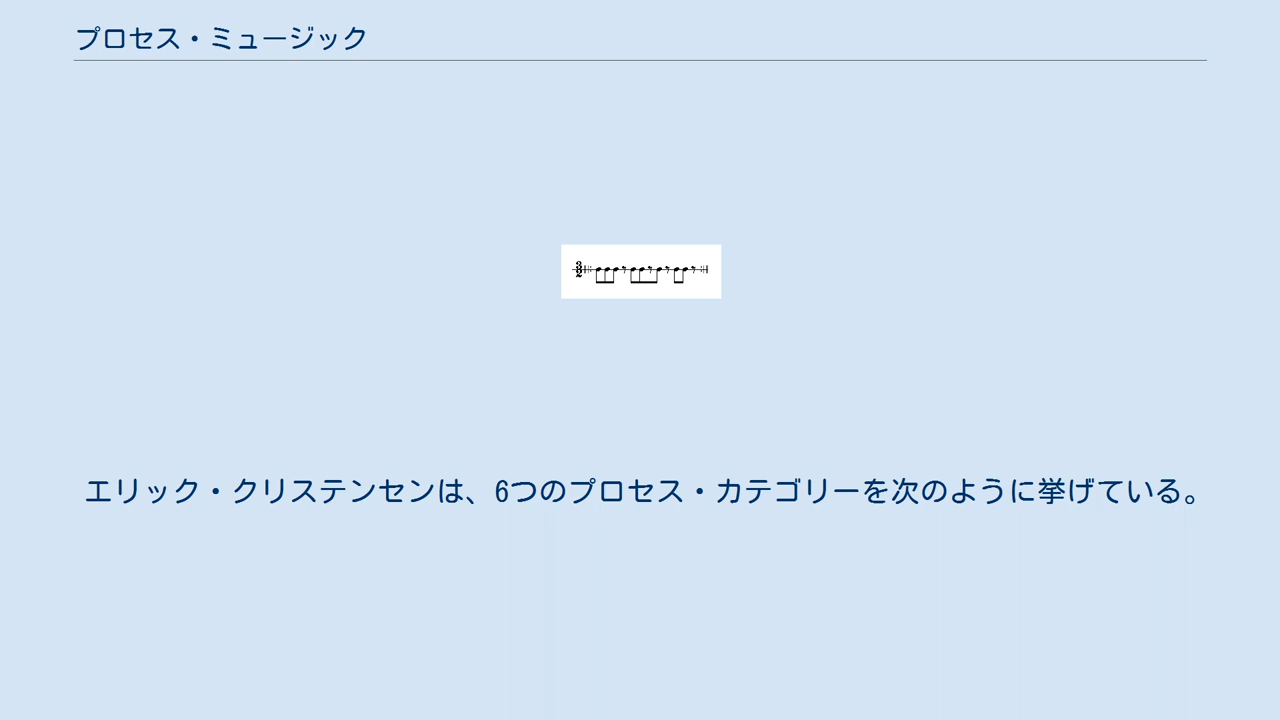 プロセス・ミュージック
エリック・クリステンセンは、6つのプロセス・カテゴリーを次のように挙げている。